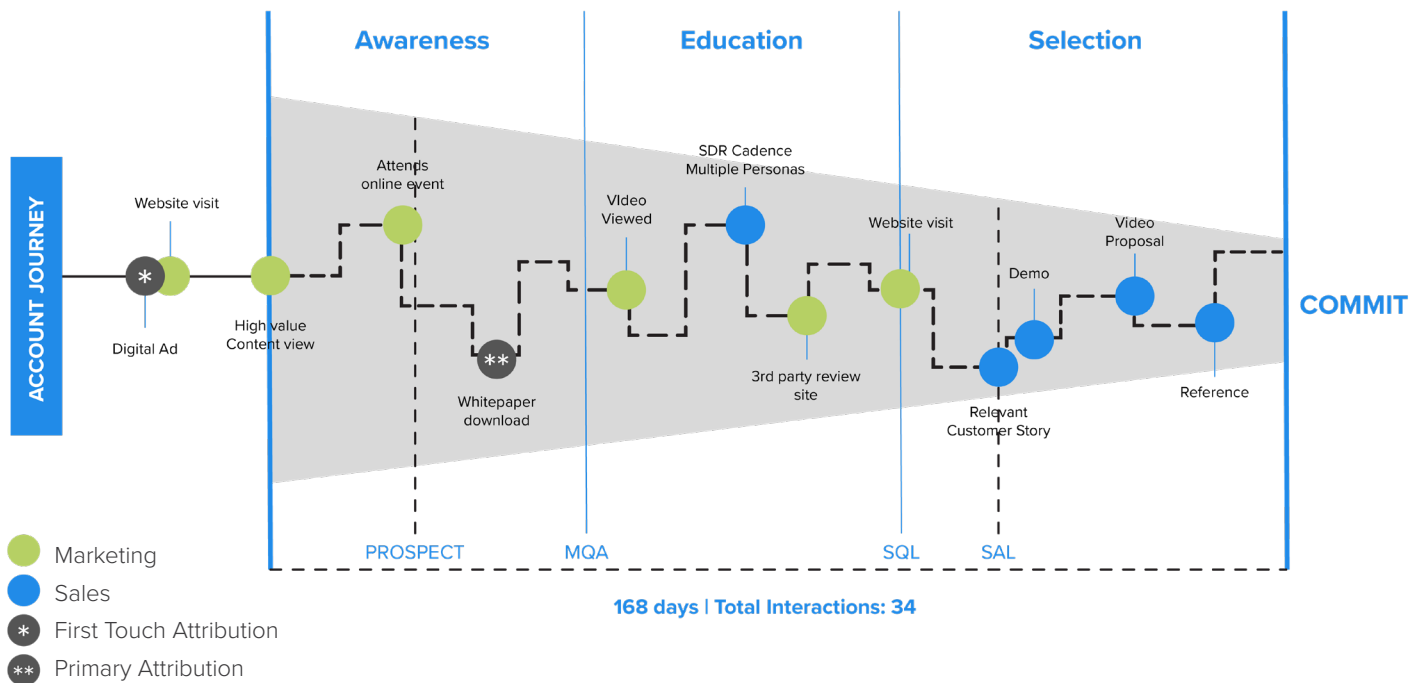 Awareness
Education
Selection
ACCOUNT JOURNEY
Website visit
*
Digital Ad
High value
Content view
Attends
online event
**
Whitepaper
download
VIdeo
Viewed
SDR Cadence
Multiple Personas
3rd party review
site
Website visit
Relevant
Customer Story
Demo
Video
Proposal
Reference
COMMIT
PROSPECT
MQA
SQL
SAL
168 days | Total Interactions: 34
Marketing
Sales
* First Touch Attribution
** Primary Attribution